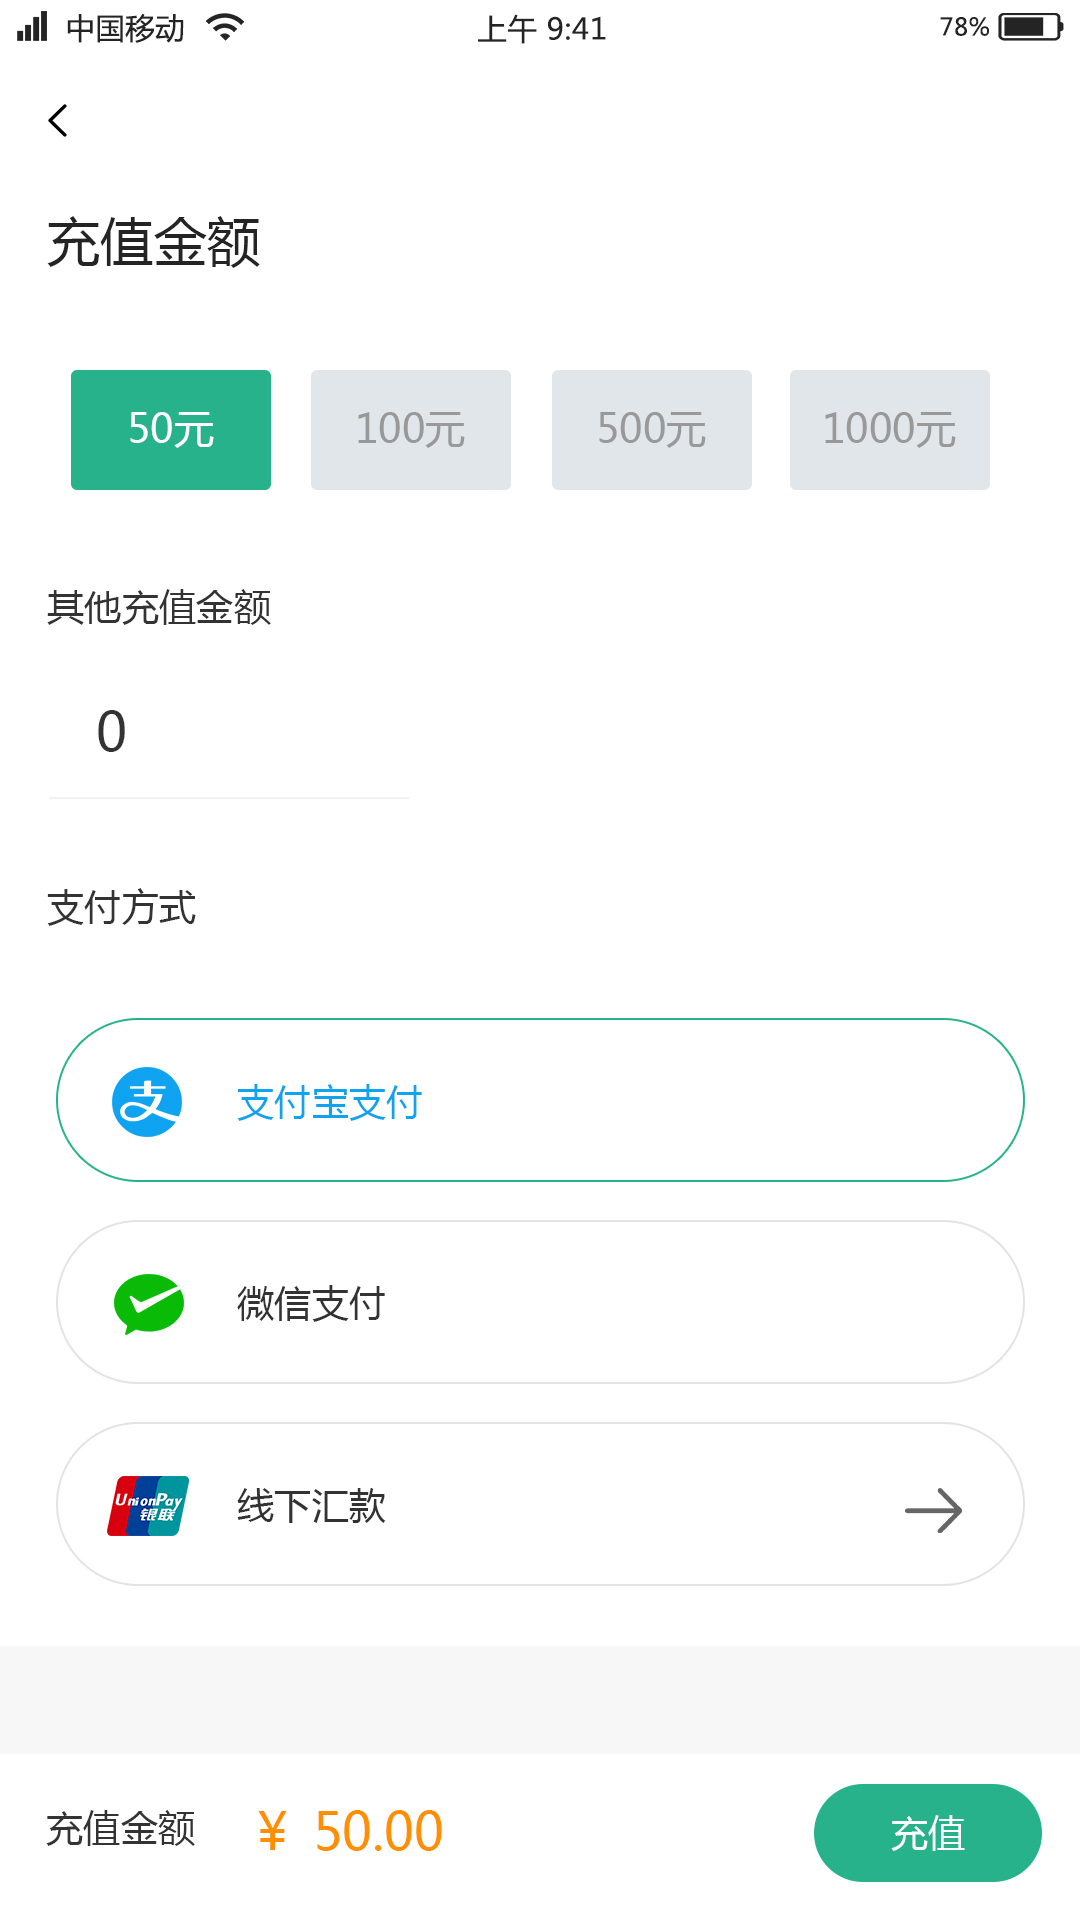 中国移动 上午 9:41 78%
充值金额
50元 100元 500元 1000元
其他充值金额
0
支付方式
支 支付宝支付
微信支付
UnionPay
银联
线下汇款
充值金额 ¥ 50.00 充值